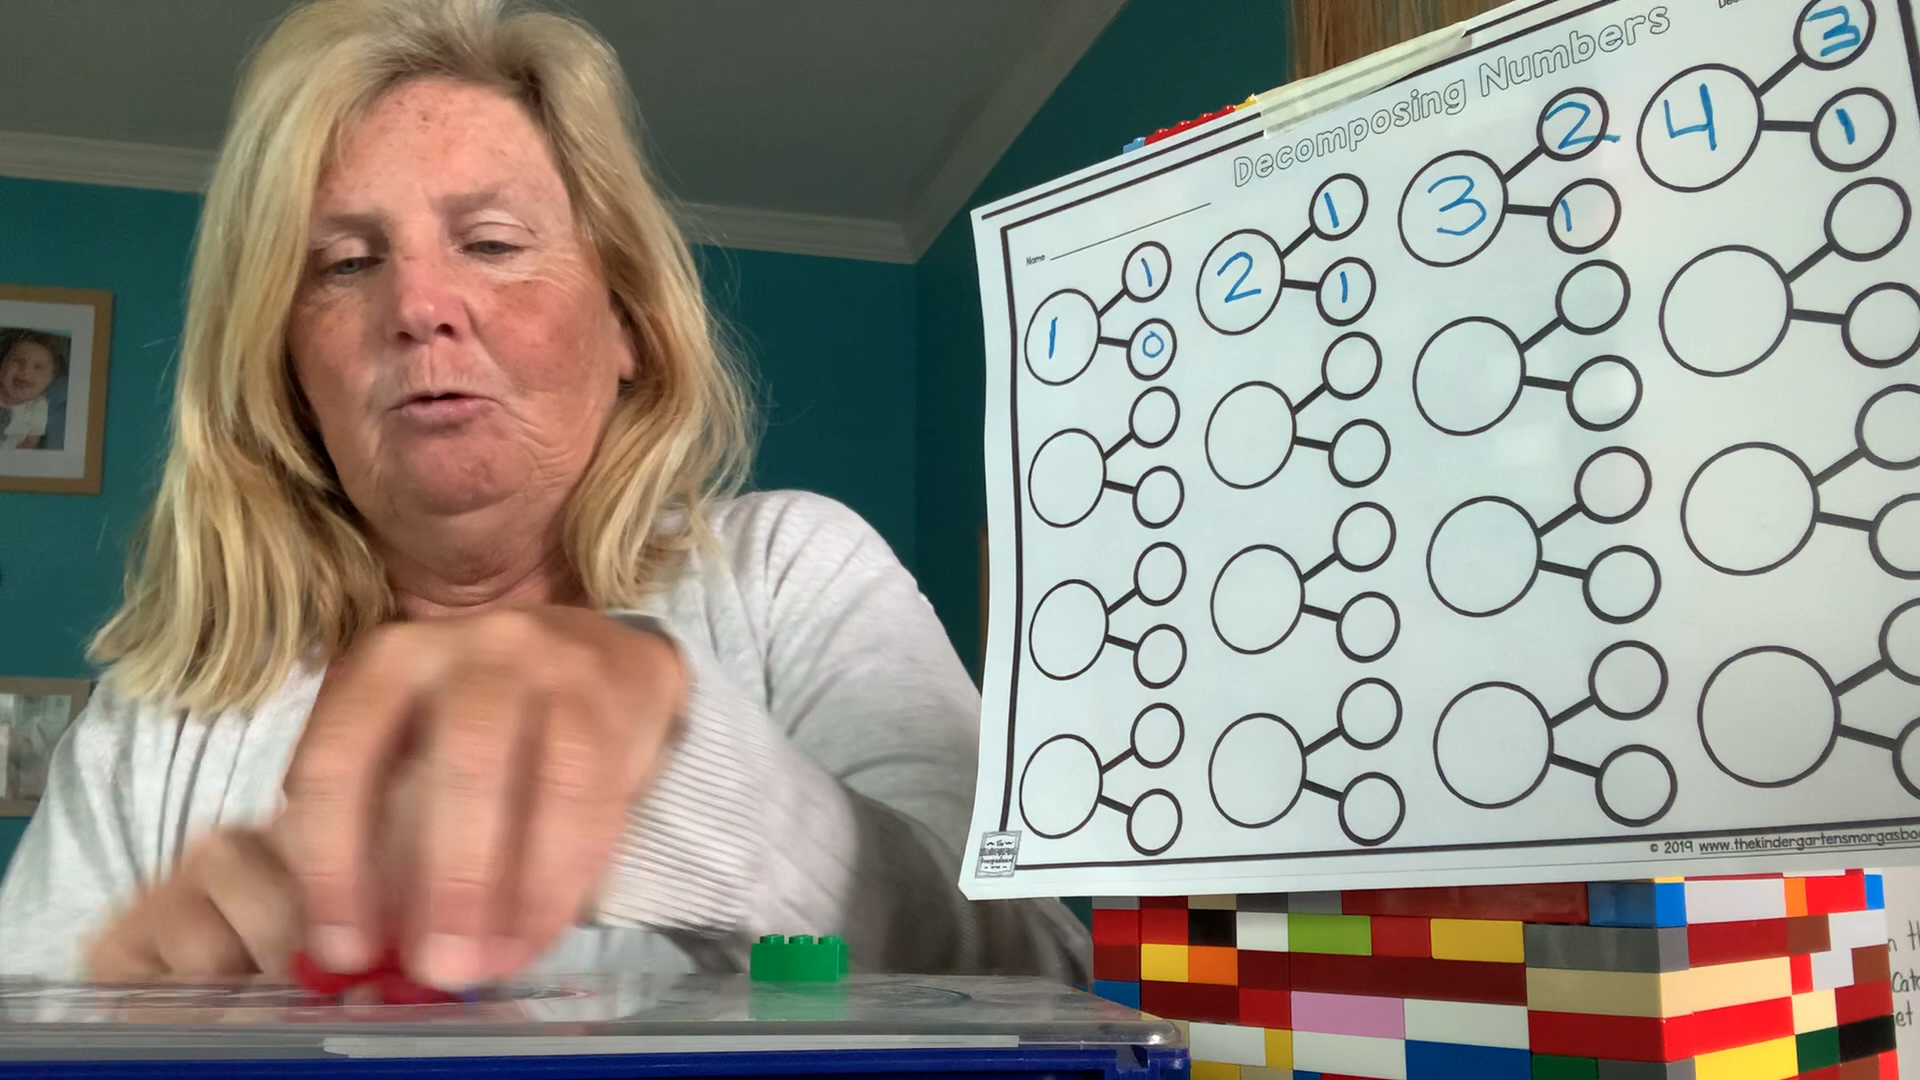 Decomposing Numbers
Name
1 1 0
2 1 1
3 2 1
4 3 1
© 2019 www.thekindergartensmorgasbo